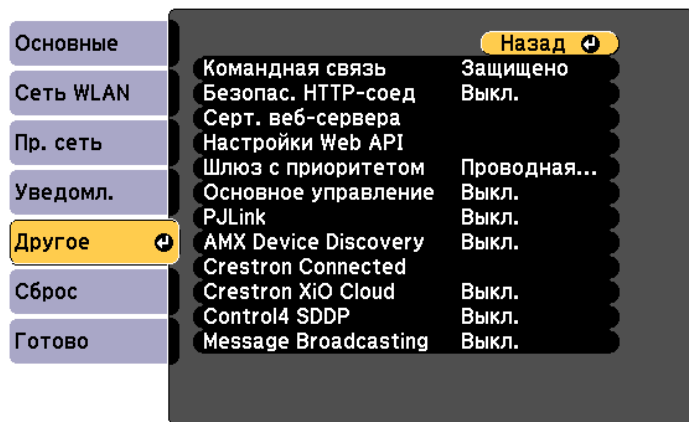 Основные
Сеть WLAN
Пр. сеть
Уведомл.
Другое
Сброс
Готово
Назад
Командная связь Защищено
Безопас. HTTP-соед Выкл.
Серт. веб-сервера
Настройки Web API
Шлюз с приоритетом Проводная...
Основное управление Выкл.
PJLink Выкл.
AMX Device Discovery Выкл.
Crestron Connected
Crestron XiO Cloud Выкл.
Control4 SDDP Выкл.
Message Broadcasting Выкл.